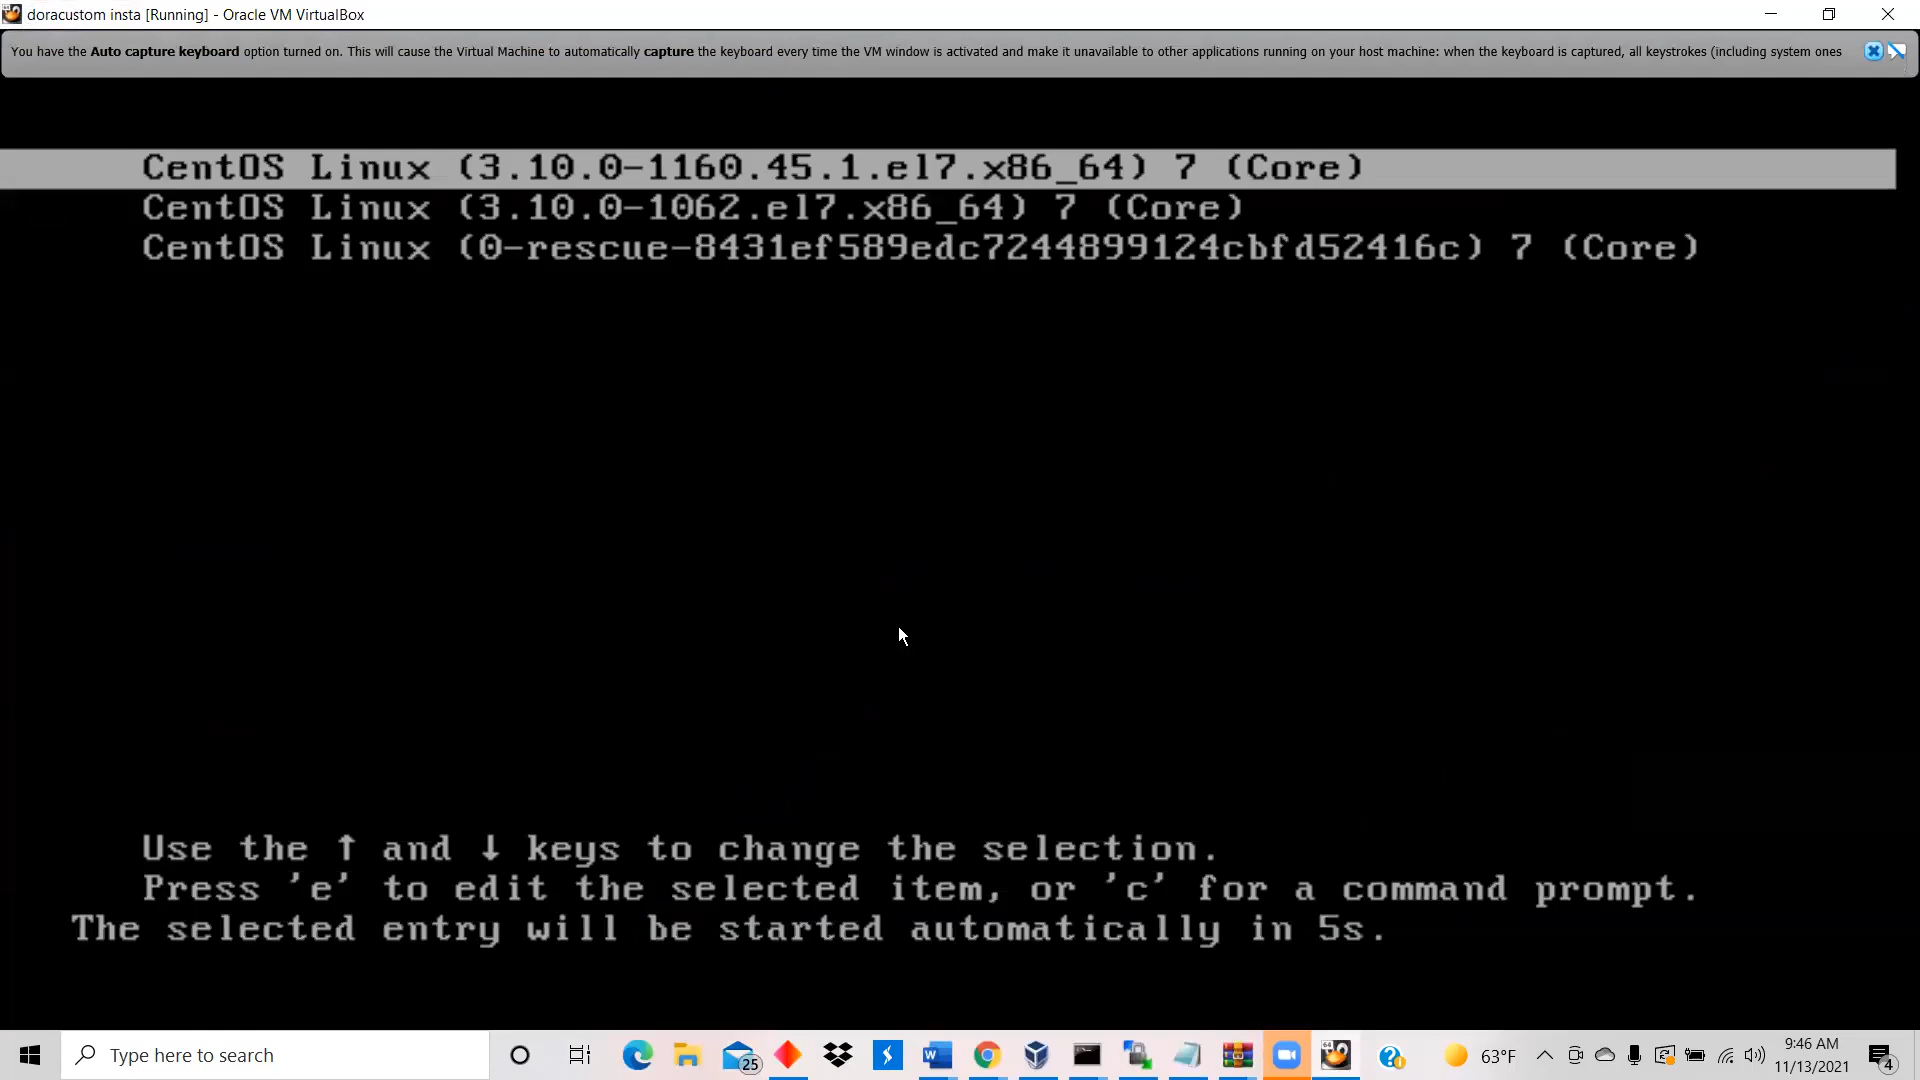 doracustom insta [Running] - Oracle VM VirtualBox
You have the Auto capture keyboard option turned on. This will cause the Virtual Machine to automatically capture the keyboard every time the VM window is activated and make it unavailable to other applications running on your host machine: when the keyboard is captured, all keystrokes (including system ones
CentOS Linux (3.10.0-1160.45.1.el7.x86_64) 7 (Core)
CentOS Linux (3.10.0-1062.el7.x86_64) 7 (Core)
CentOS Linux (0-rescue-8431ef589edc7244899124cbfd52416c) 7 (Core)
Use the ↑ and ↓ keys to change the selection.
Press 'e' to edit the selected item, or 'c' for a command prompt.
The selected entry will be started automatically in 5s.
Type here to search
25
W
64
63°F
9:46 AM
11/13/2021
4